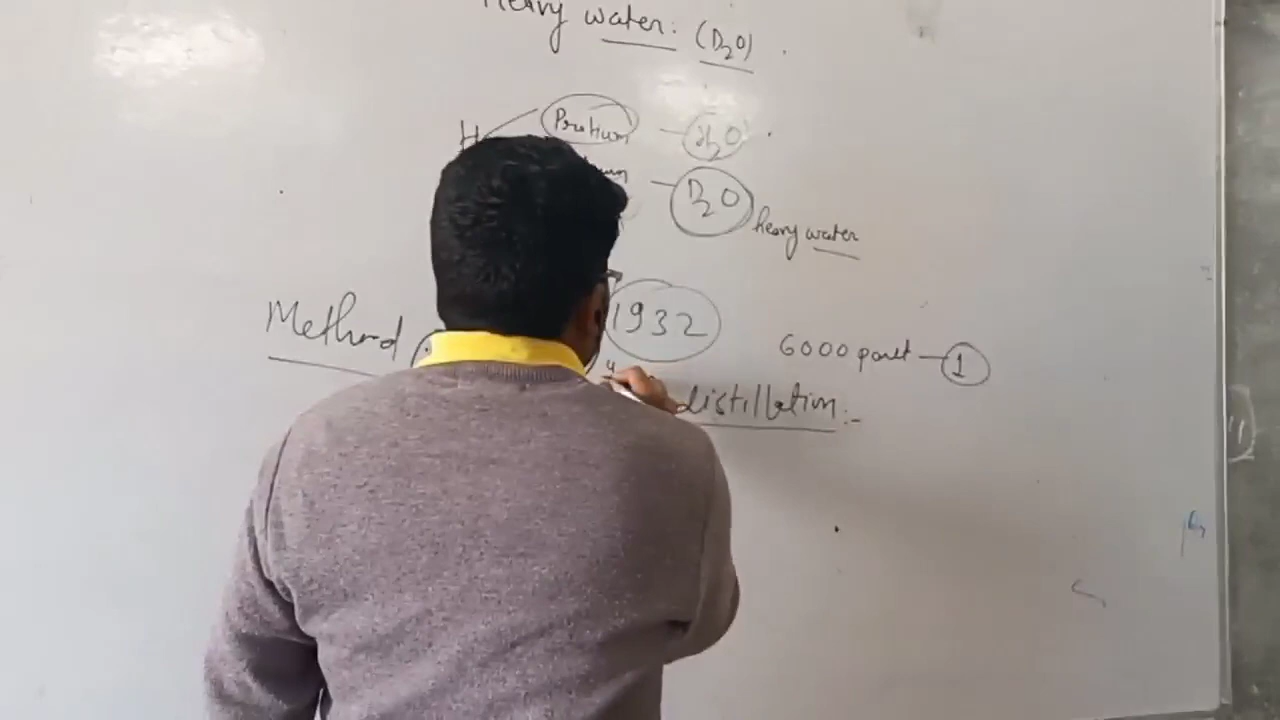 Heavy water: (D2O)
Protium — H2O
— D2O
heavy water
1932
Method
6000 part — 1
distillation:-